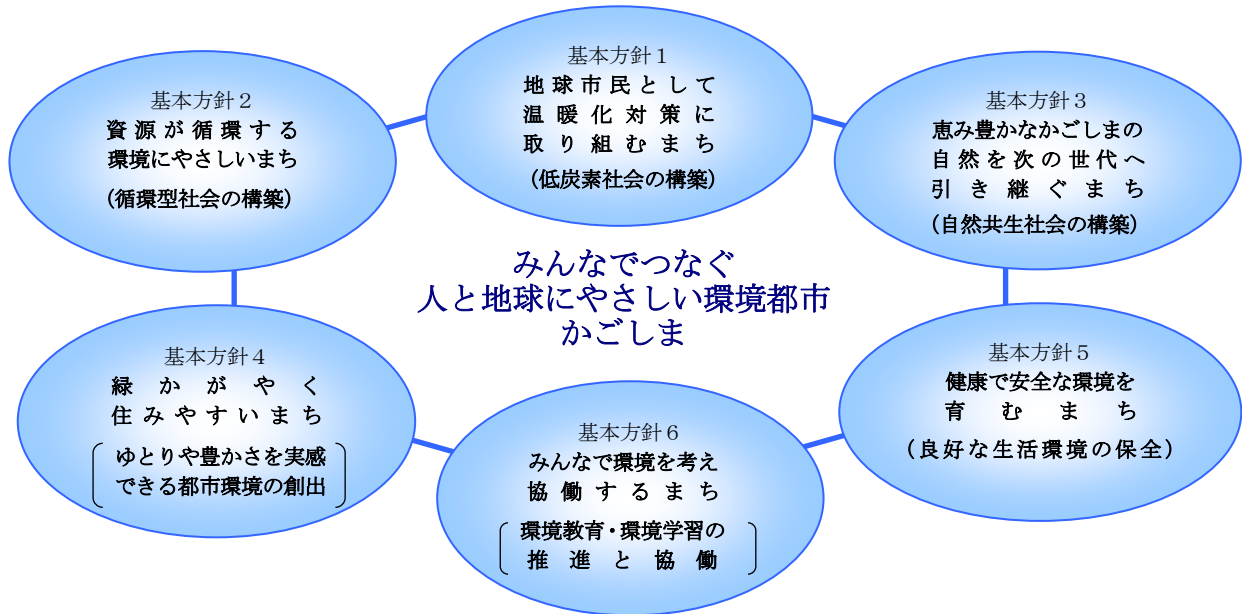 基本方針１
地球市民として
温暖化対策に
取り組むまち
（低炭素社会の構築）
基本方針２
資源が循環する
環境にやさしいまち
（循環型社会の構築）
基本方針３
恵み豊かなかごしまの
自然を次の世代へ
引き継ぐまち
（自然共生社会の構築）
みんなでつなぐ
人と地球にやさしい環境都市
かごしま
基本方針４
緑かがやく
住みやすいまち
ゆとりや豊かさを実感
できる都市環境の創出
基本方針５
健康で安全な環境を
育むまち
（良好な生活環境の保全）
基本方針６
みんなで環境を考え
協働するまち
環境教育・環境学習の
推進と協働